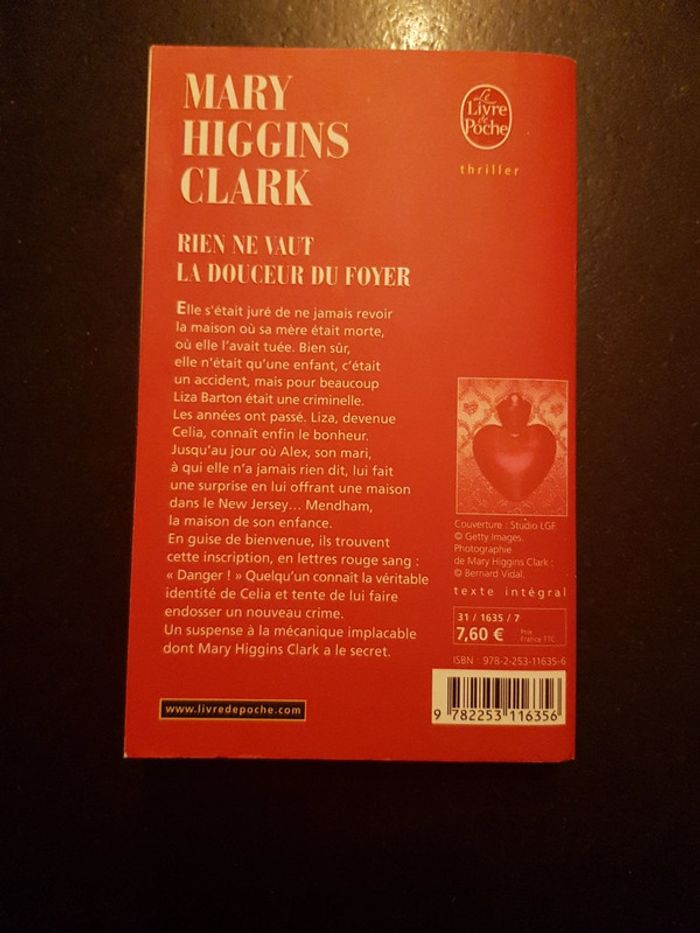 MARY
HIGGINS
CLARK
Le
Livre
de
Poche
thriller
RIEN NE VAUT
LA DOUCEUR DU FOYER
Elle s'était juré de ne jamais revoir
la maison où sa mère était morte,
où elle l'avait tuée. Bien sûr,
elle n'était qu'une enfant, c'était
un accident, mais pour beaucoup
Liza Barton était une criminelle.
Les années ont passé. Liza, devenue
Celia, connaît enfin le bonheur.
Jusqu'au jour où Alex, son mari,
à qui elle n'a jamais rien dit, lui fait
une surprise en lui offrant une maison
dans le New Jersey... Mendham,
la maison de son enfance.
En guise de bienvenue, ils trouvent
cette inscription, en lettres rouge sang :
« Danger ! » Quelqu'un connaît la véritable
identité de Celia et tente de lui faire
endosser un nouveau crime.
Un suspense à la mécanique implacable
dont Mary Higgins Clark a le secret.
www.livredepoche.com
Couverture : Studio LGF.
© Getty Images.
Photographie
de Mary Higgins Clark :
© Bernard Vidal.
texte intégral
31 / 1635 / 7
7,60 € Prix
France TTC
ISBN : 978-2-253-11635-6
9 782253 116356